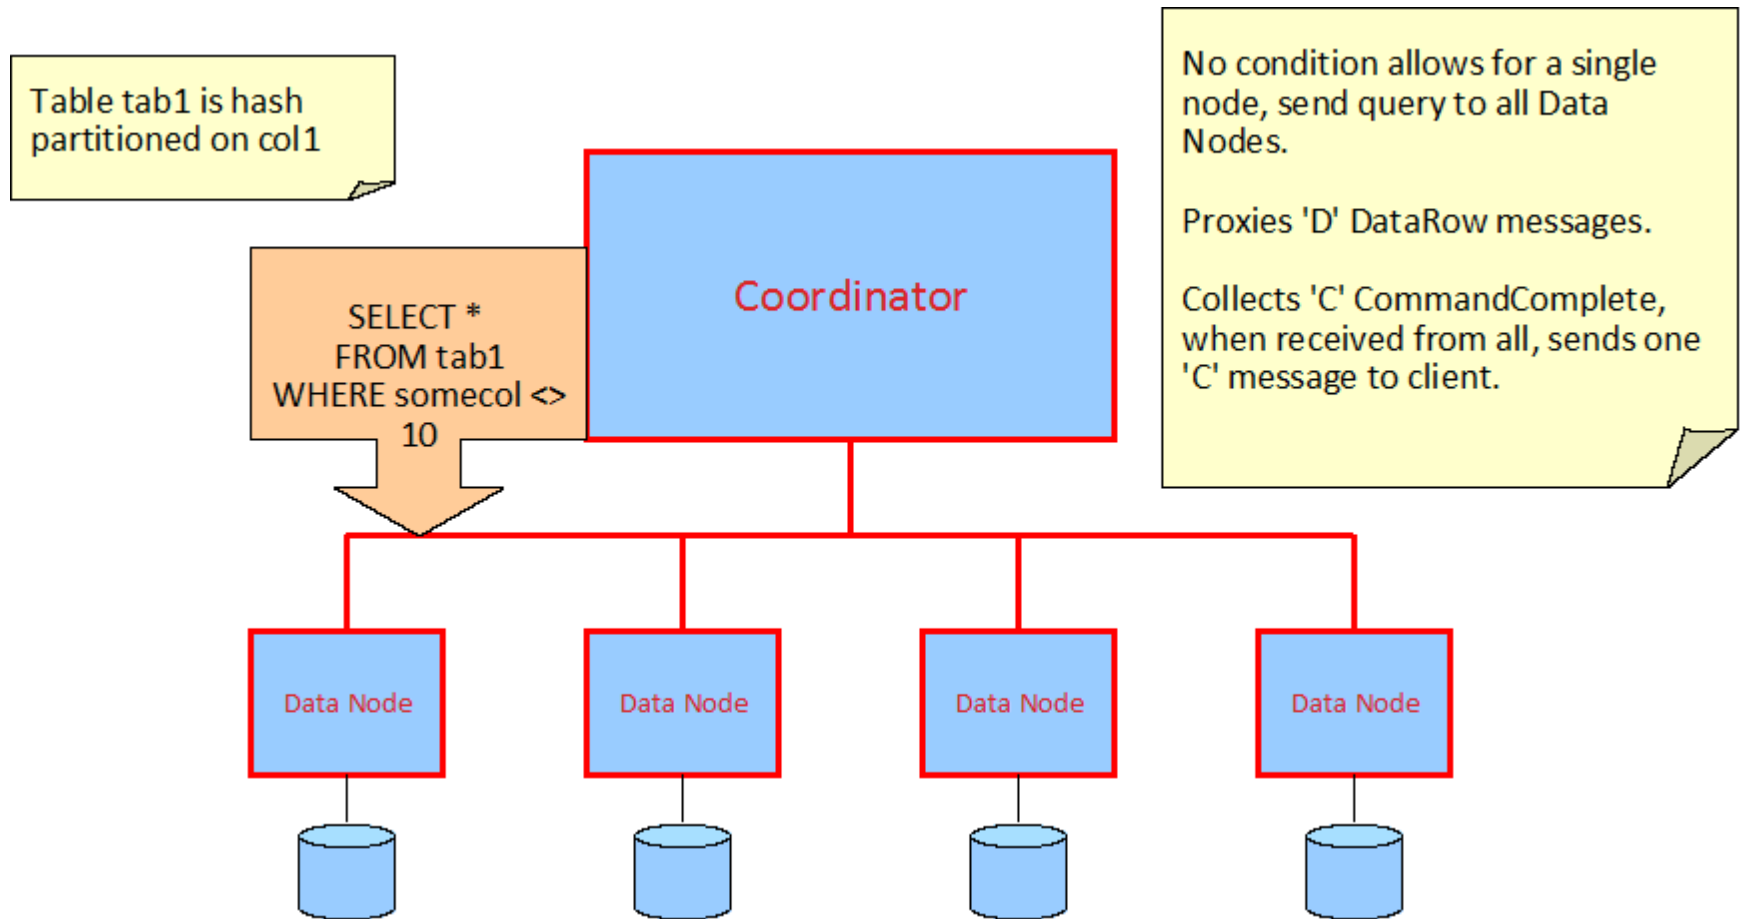 Table tab1 is hash
partitioned on col1
No condition allows for a single
node, send query to all Data
Nodes.
Proxies 'D' DataRow messages.
Collects 'C' CommandComplete,
when received from all, sends one
'C' message to client.
Coordinator
SELECT *
FROM tab1
WHERE somecol <>
10
Data Node
Data Node
Data Node
Data Node